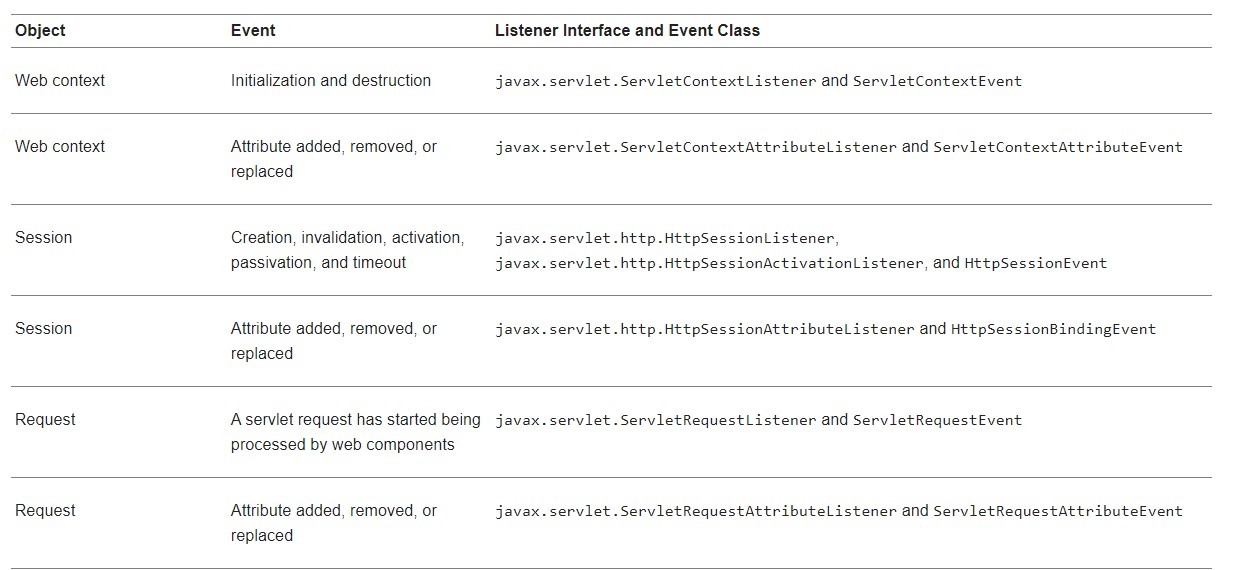 Object Event Listener Interface and Event Class
Web context Initialization and destruction javax.servlet.ServletContextListener and ServletContextEvent
Web context Attribute added, removed, or javax.servlet.ServletContextAttributeListener and ServletContextAttributeEvent
replaced
Session Creation, invalidation, activation, javax.servlet.http.HttpSessionListener,
passivation, and timeout javax.servlet.http.HttpSessionActivationListener, and HttpSessionEvent
Session Attribute added, removed, or javax.servlet.http.HttpSessionAttributeListener and HttpSessionBindingEvent
replaced
Request A servlet request has started being javax.servlet.ServletRequestListener and ServletRequestEvent
processed by web components
Request Attribute added, removed, or javax.servlet.ServletRequestAttributeListener and ServletRequestAttributeEvent
replaced